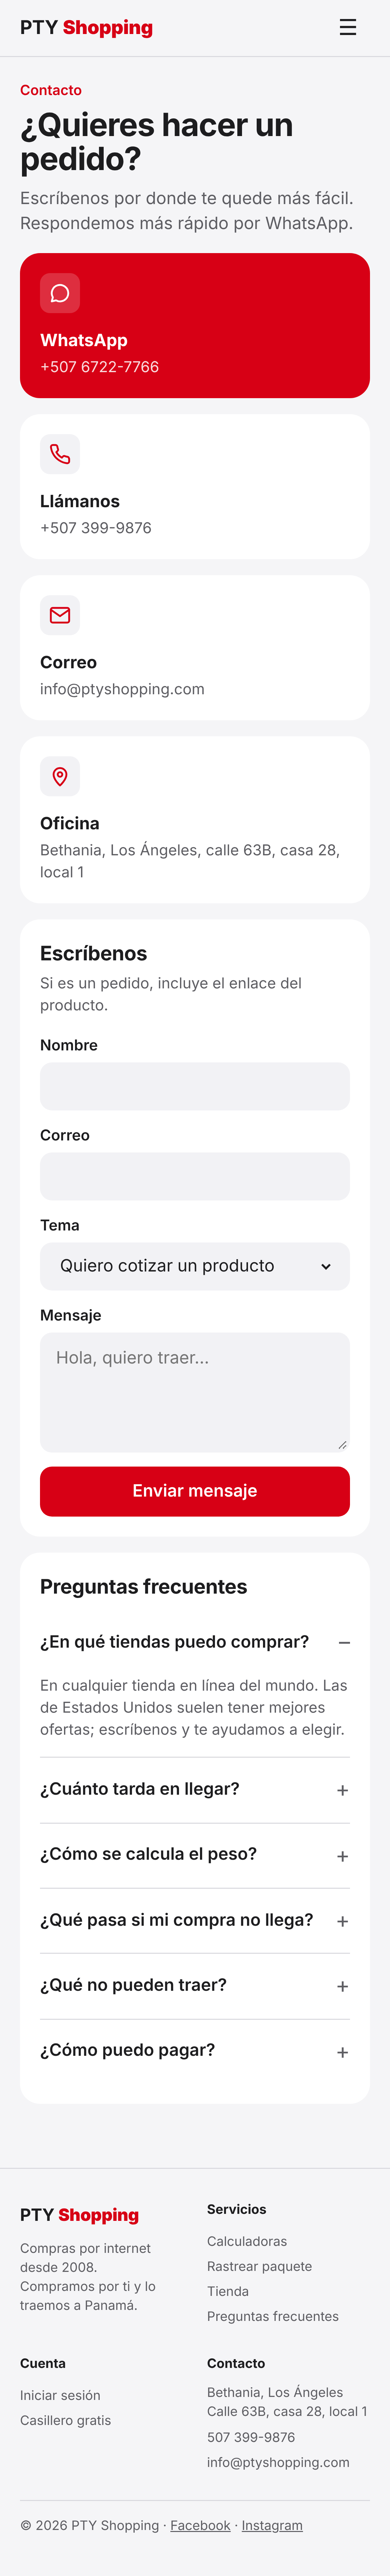 PTY Shopping
Contacto
¿Quieres hacer un
pedido?
Escríbenos por donde te quede más fácil.
Respondemos más rápido por WhatsApp.
WhatsApp
+507 6722-7766
Llámanos
+507 399-9876
Correo
info@ptyshopping.com
Oficina
Bethania, Los Ángeles, calle 63B, casa 28,
local 1
Escríbenos
Si es un pedido, incluye el enlace del
producto.
Nombre
Correo
Tema
Quiero cotizar un producto
Mensaje
Hola, quiero traer...
Enviar mensaje
Preguntas frecuentes
¿En qué tiendas puedo comprar? −
En cualquier tienda en línea del mundo. Las
de Estados Unidos suelen tener mejores
ofertas; escríbenos y te ayudamos a elegir.
¿Cuánto tarda en llegar? +
¿Cómo se calcula el peso? +
¿Qué pasa si mi compra no llega? +
¿Qué no pueden traer? +
¿Cómo puedo pagar? +
PTY Shopping
Compras por internet
desde 2008.
Compramos por ti y lo
traemos a Panamá.
Servicios
Calculadoras
Rastrear paquete
Tienda
Preguntas frecuentes
Cuenta
Iniciar sesión
Casillero gratis
Contacto
Bethania, Los Ángeles
Calle 63B, casa 28, local 1
507 399-9876
info@ptyshopping.com
© 2026 PTY Shopping · Facebook · Instagram